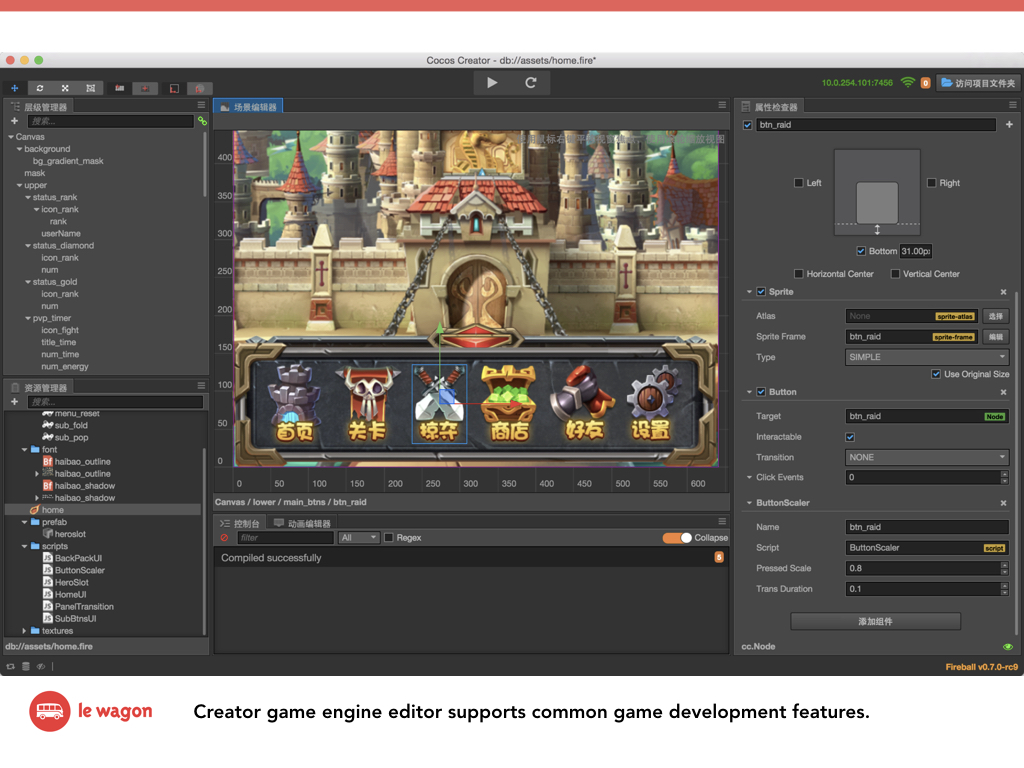 Cocos Creator - db://assets/home.fire*
10.0.254.101:7456
0
访问项目文件夹
层级管理器
搜索...
Canvas
background
bg_gradient_mask
mask
upper
status_rank
icon_rank
rank
userName
status_diamond
icon_rank
num
status_gold
icon_rank
num
pvp_timer
icon_fight
title_time
num_time
num_energy
资源管理器
搜索...
menu_reset
sub_fold
sub_pop
font
Bf haibao_outline
haibao_outline
Bf haibao_shadow
haibao_shadow
home
prefab
heroslot
scripts
JS BackPackUI
JS ButtonScaler
JS HeroSlot
JS HomeUI
JS PanelTransition
JS SubBtnsUI
textures
db://assets/home.fire
场景编辑器
400
350
300
250
200
150
100
50
0
首页 关卡 掠夺 商店 好友 设置
0 50 100 150 200 250 300 350 400 450 500 550 600
Canvas / lower / main_btns / btn_raid
控制台 动画编辑器
filter All Regex Collapse
Compiled successfully 5
属性检查器
btn_raid
Left Right
Bottom 31.00px
Horizontal Center Vertical Center
Sprite
Atlas None sprite-atlas 选择
Sprite Frame btn_raid sprite-frame 编辑
Type SIMPLE
Use Original Size
Button
Target btn_raid Node
Interactable
Transition NONE
Click Events 0
ButtonScaler
Name btn_raid
Script ButtonScaler script
Pressed Scale 0.8
Trans Duration 0.1
添加组件
cc.Node
Fireball v0.7.0-rc9
le wagon
Creator game engine editor supports common game development features.